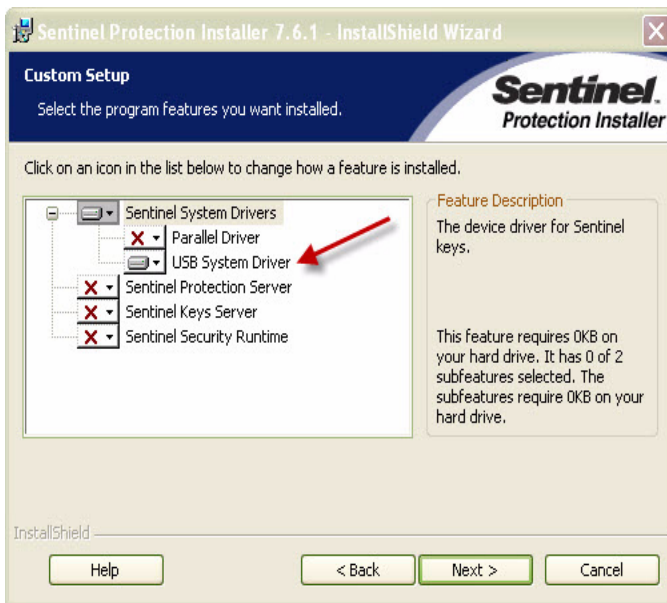 Sentinel Protection Installer 7.6.1 - InstallShield Wizard
Custom Setup
Select the program features you want installed.
Sentinel.
Protection Installer
Click on an icon in the list below to change how a feature is installed.
Sentinel System Drivers
Parallel Driver
USB System Driver
Sentinel Protection Server
Sentinel Keys Server
Sentinel Security Runtime
Feature Description
The device driver for Sentinel
keys.
This feature requires 0KB on
your hard drive. It has 0 of 2
subfeatures selected. The
subfeatures require 0KB on your
hard drive.
InstallShield
Help
< Back
Next >
Cancel